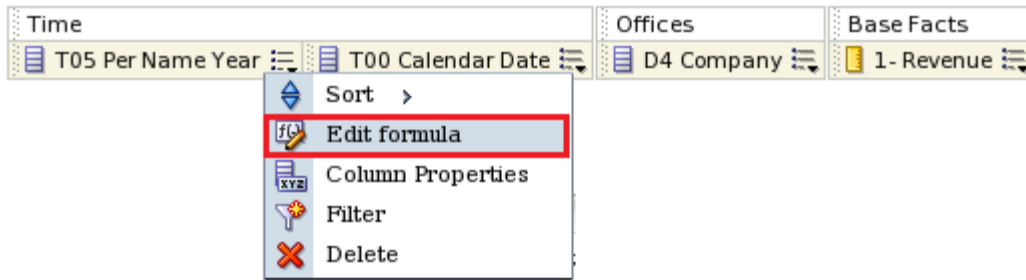 Time Offices Base Facts
T05 Per Name Year T00 Calendar Date D4 Company 1- Revenue
Sort >
f(.) Edit formula
XYZ Column Properties
Filter
Delete